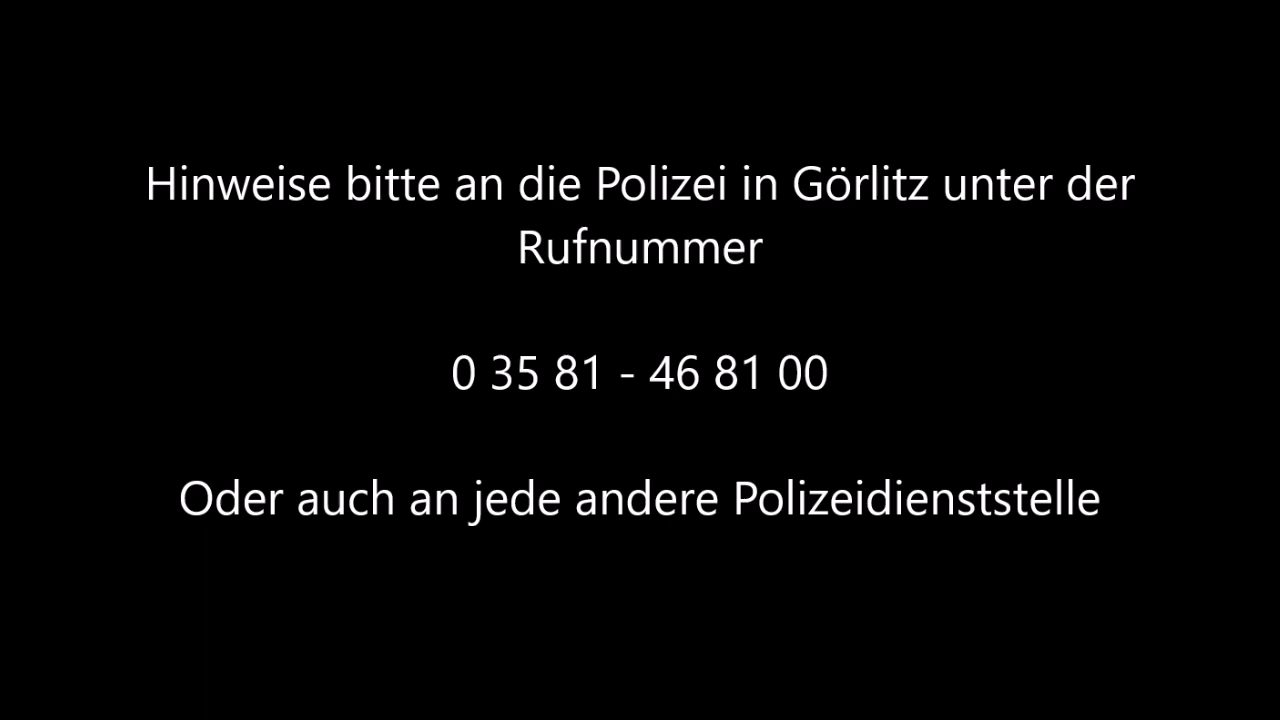 Hinweise bitte an die Polizei in Görlitz unter der
Rufnummer
0 35 81 - 46 81 00
Oder auch an jede andere Polizeidienststelle